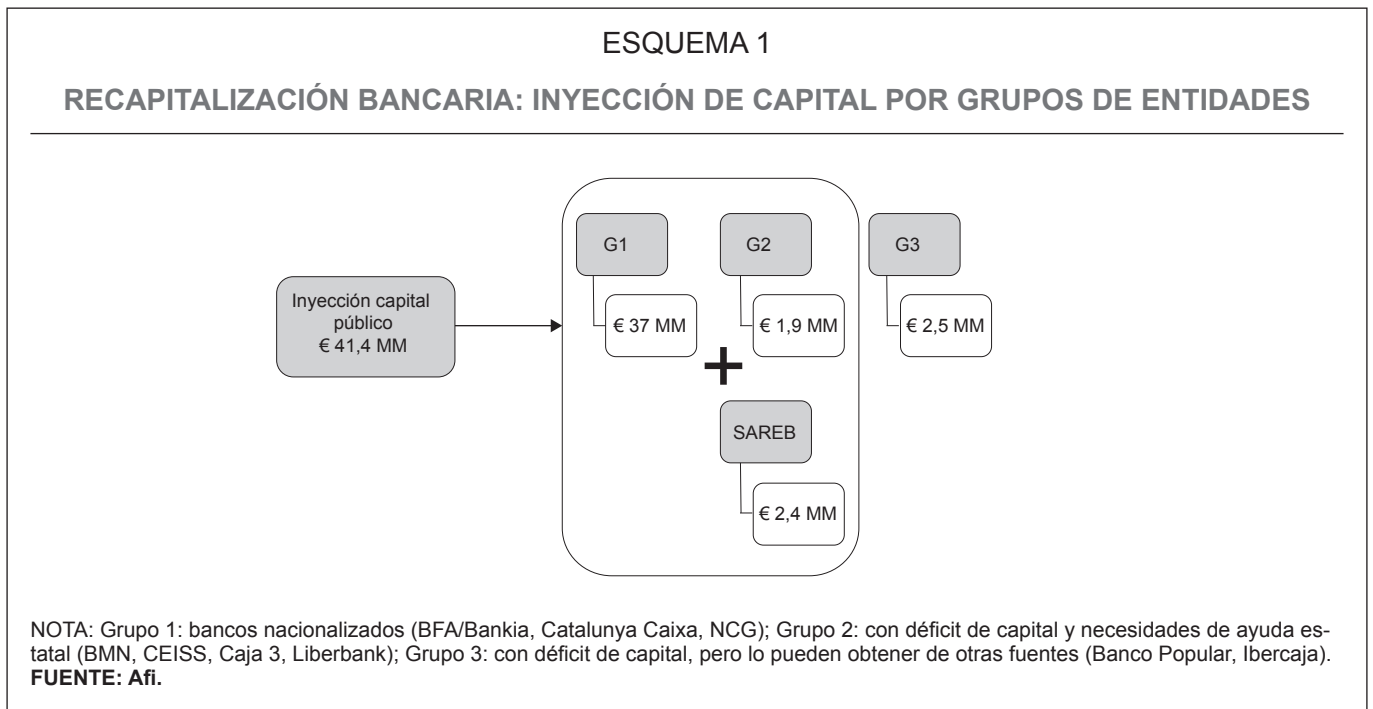 ESQUEMA 1
RECAPITALIZACIÓN BANCARIA: INYECCIÓN DE CAPITAL POR GRUPOS DE ENTIDADES
G1
G2
G3
Inyección capital
público
€ 41,4 MM
€ 37 MM
€ 1,9 MM
€ 2,5 MM
+
SAREB
€ 2,4 MM
NOTA: Grupo 1: bancos nacionalizados (BFA/Bankia, Catalunya Caixa, NCG); Grupo 2: con déficit de capital y necesidades de ayuda es-
tatal (BMN, CEISS, Caja 3, Liberbank); Grupo 3: con déficit de capital, pero lo pueden obtener de otras fuentes (Banco Popular, Ibercaja).
FUENTE: Afi.